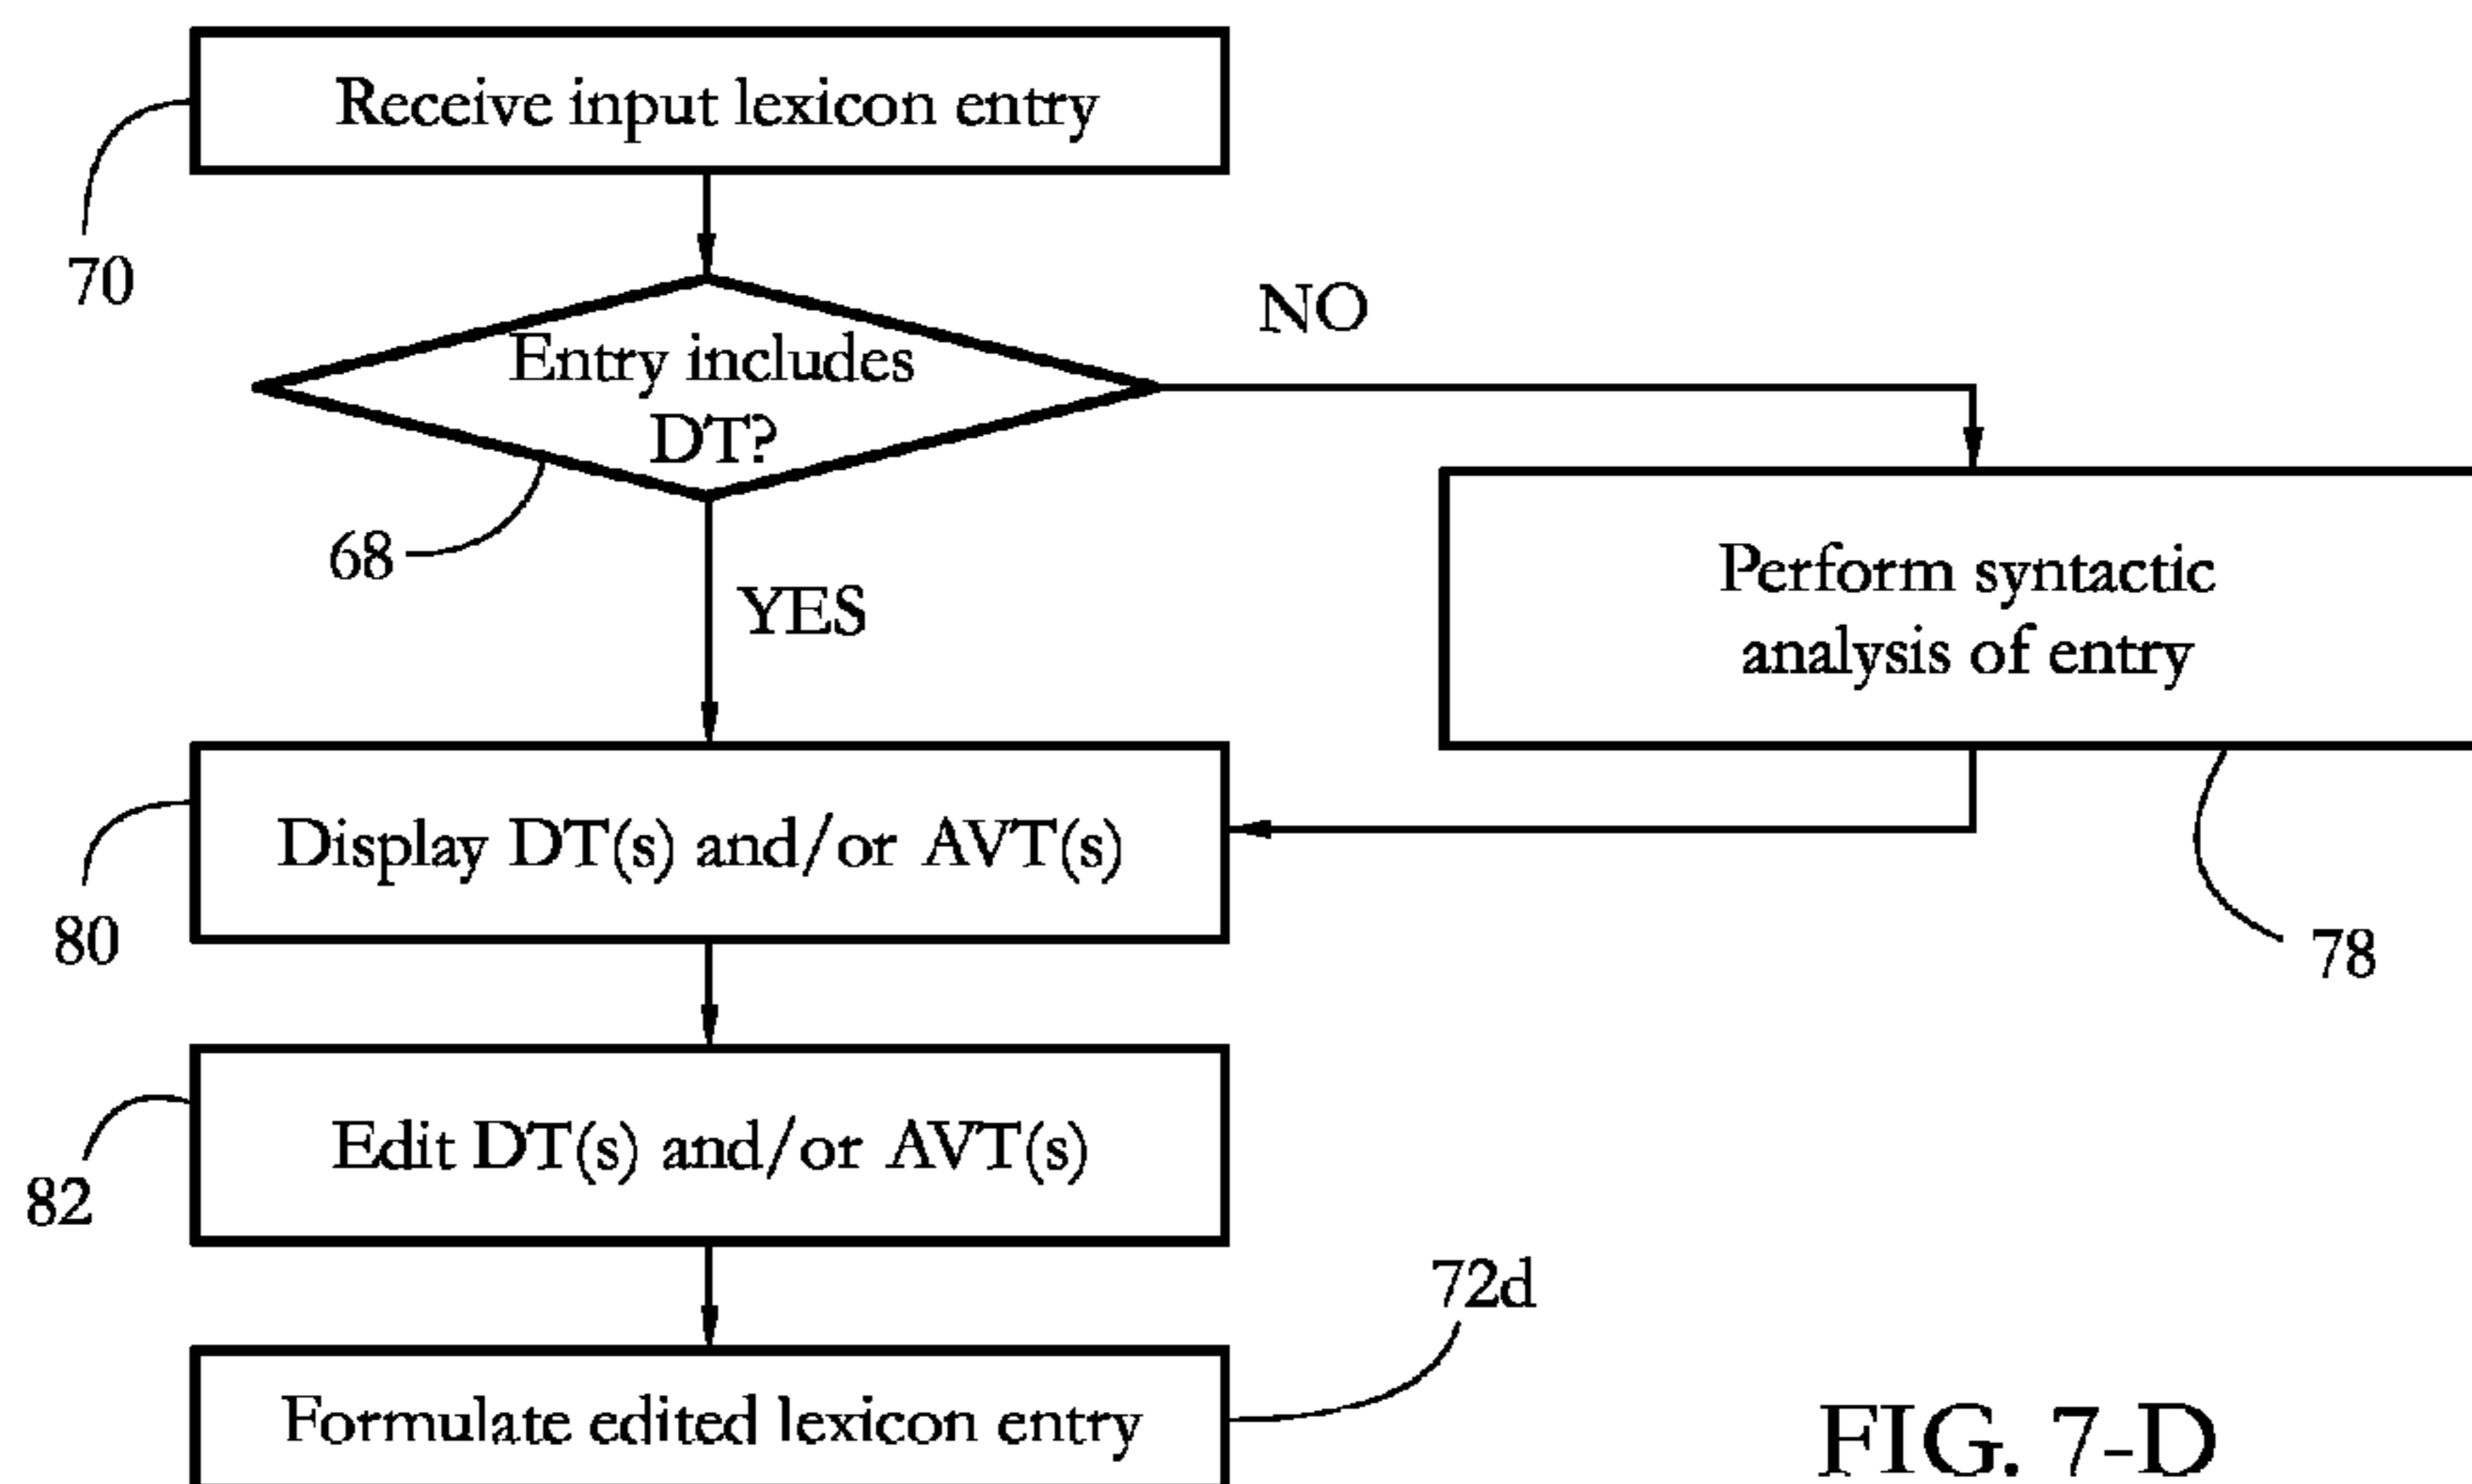 Receive input lexicon entry
70
NO
Entry includes
DT?
68
YES
Perform syntactic
analysis of entry
Display DT(s) and/or AVT(s)
80
78
Edit DT(s) and/or AVT(s)
82
72d
Formulate edited lexicon entry
FIG. 7-D